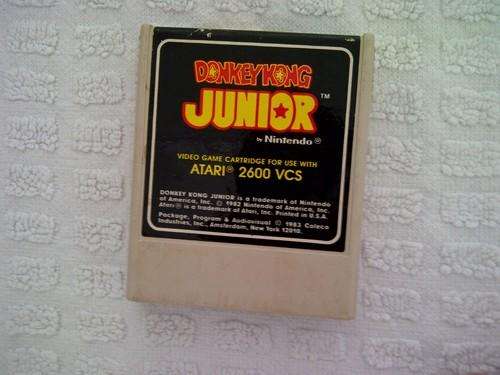 DONKEY KONG
JUNIOR™
by Nintendo®
VIDEO GAME CARTRIDGE FOR USE WITH
ATARI® 2600 VCS
DONKEY KONG JUNIOR is a trademark of Nintendo
of America, Inc. © 1982 Nintendo of America, Inc.
Atari® is a trademark of Atari, Inc. Printed in U.S.A.
Package, Program & Audiovisual © 1983 Coleco
Industries, Inc., Amsterdam, New York 12010.